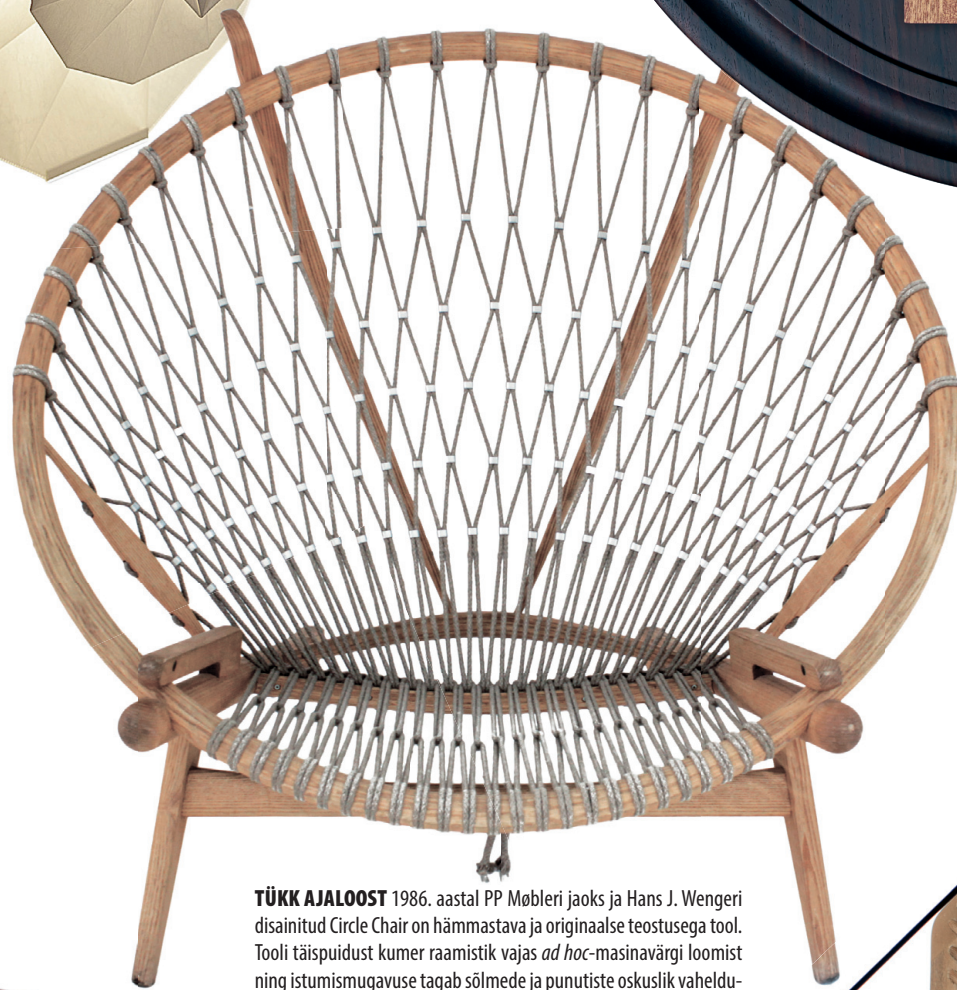 TÜKK AJALOOST 1986. aastal PP Møbleri jaoks ja Hans J. Wengeri
disainitud Circle Chair on hämmastava ja originaalse teostusega tool.
Tooli täispuidust kumer raamistik vajas ad hoc-masinavärgi loomist
ning istumismugavuse tagab sõlmede ja punutiste oskuslik vaheldu-